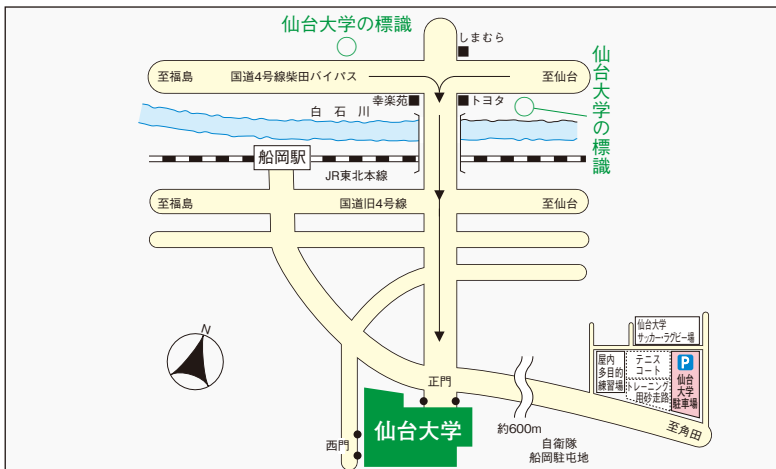 仙台大学の標識
しまむら
仙台大学の標識
至福島
国道4号線柴田バイパス
至仙台
幸楽苑
トヨタ
白石川
船岡駅
JR東北本線
至福島
国道旧4号線
至仙台
N
仙台大学
サッカー・ラグビー場
屋内
多目的
練習場
テニス
コート
トレーニング
用砂走路
P
仙台
大学
駐車場
正門
仙台大学
西門
約600m
自衛隊
船岡駐屯地
至角田